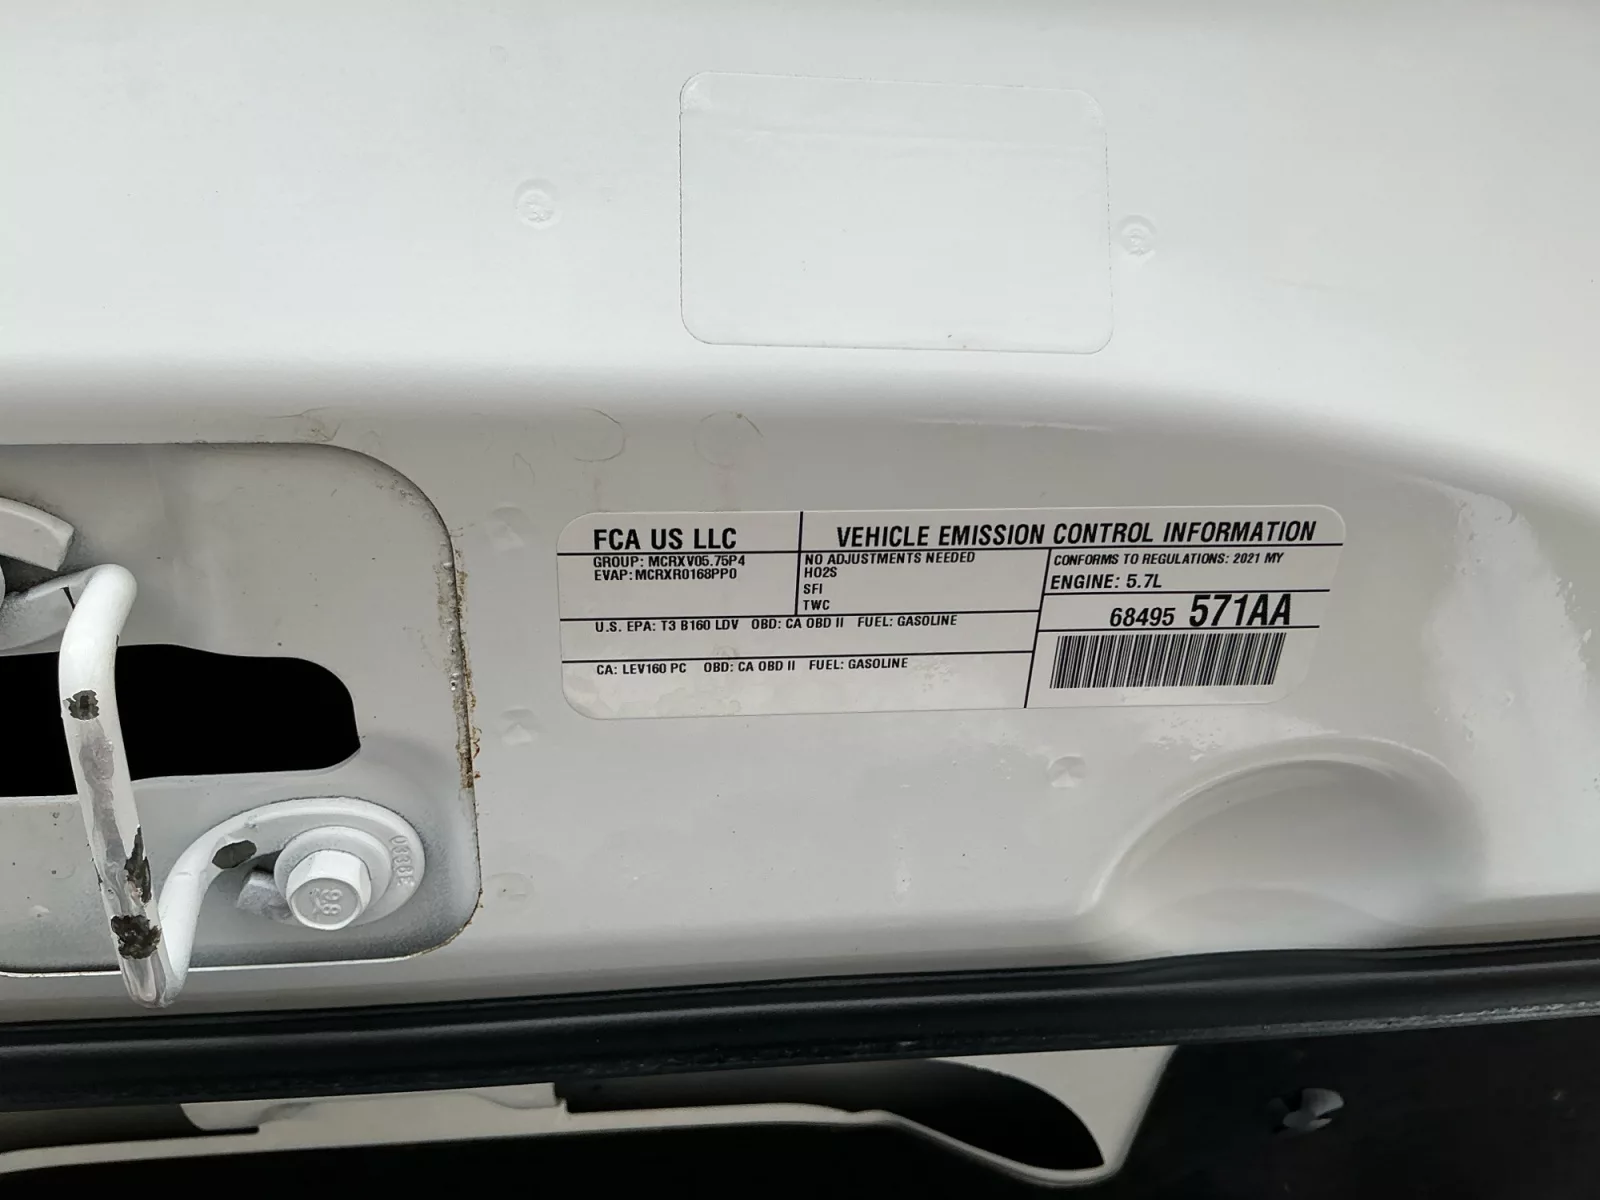 FCA US LLC
VEHICLE EMISSION CONTROL INFORMATION
GROUP: MCRXV05.75P4
EVAP: MCRXR0168PP0
NO ADJUSTMENTS NEEDED
HO2S
SFI
TWC
CONFORMS TO REGULATIONS: 2021 MY
ENGINE: 5.7L
68495 571AA
U.S. EPA: T3 B160 LDV OBD: CA OBD II FUEL: GASOLINE
CA: LEV160 PC OBD: CA OBD II FUEL: GASOLINE